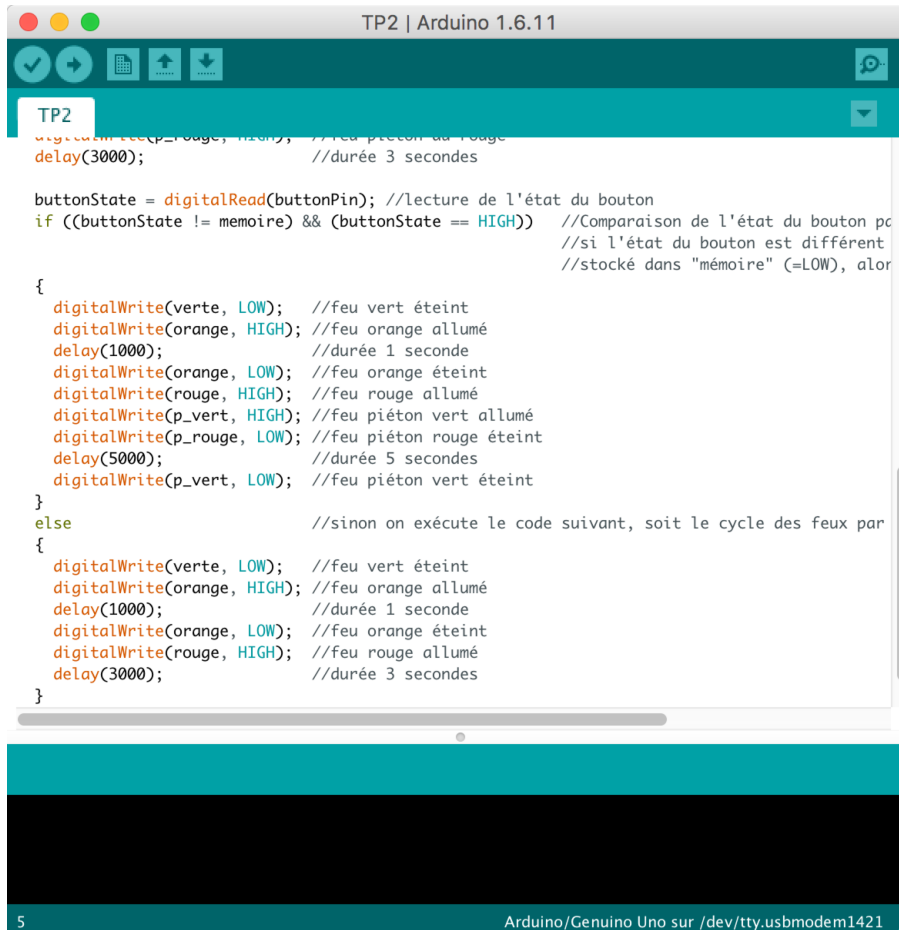 TP2 | Arduino 1.6.11
TP2
digitalWrite(p_rouge, HIGH); //feu piéton au rouge
delay(3000); //durée 3 secondes
buttonState = digitalRead(buttonPin); //lecture de l'état du bouton
if ((buttonState != memoire) && (buttonState == HIGH)) //Comparaison de l'état du bouton pa
//si l'état du bouton est différent
//stocké dans "mémoire" (=LOW), alor
{
digitalWrite(verte, LOW); //feu vert éteint
digitalWrite(orange, HIGH); //feu orange allumé
delay(1000); //durée 1 seconde
digitalWrite(orange, LOW); //feu orange éteint
digitalWrite(rouge, HIGH); //feu rouge allumé
digitalWrite(p_vert, HIGH); //feu piéton vert allumé
digitalWrite(p_rouge, LOW); //feu piéton rouge éteint
delay(5000); //durée 5 secondes
digitalWrite(p_vert, LOW); //feu piéton vert éteint
}
else //sinon on exécute le code suivant, soit le cycle des feux par
{
digitalWrite(verte, LOW); //feu vert éteint
digitalWrite(orange, HIGH); //feu orange allumé
delay(1000); //durée 1 seconde
digitalWrite(orange, LOW); //feu orange éteint
digitalWrite(rouge, HIGH); //feu rouge allumé
delay(3000); //durée 3 secondes
}
5
Arduino/Genuino Uno sur /dev/tty.usbmodem1421